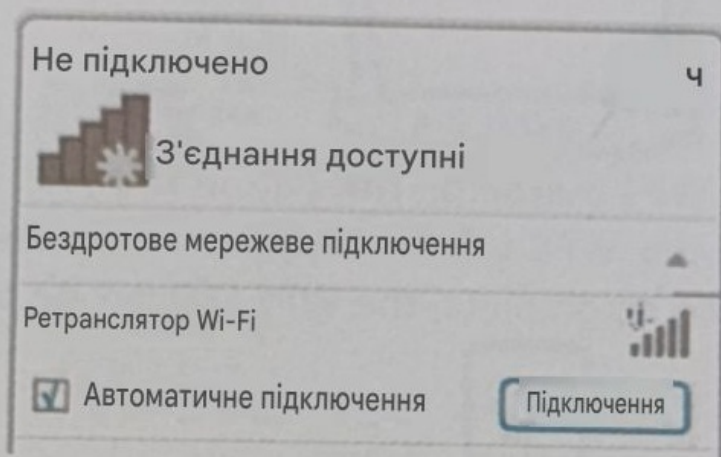 Не підключено
ч
З'єднання доступні
Бездротове мережеве підключення
Ретранслятор Wi-Fi
Автоматичне підключення
Підключення